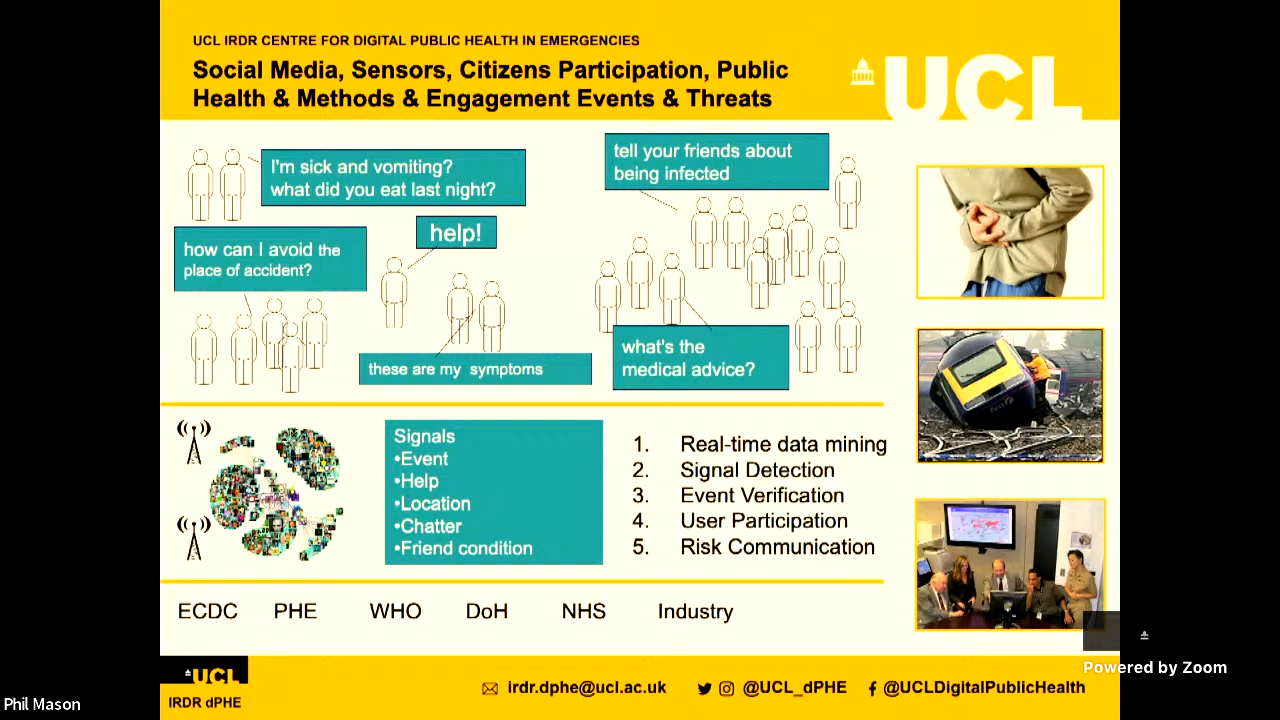 UCL IRDR CENTRE FOR DIGITAL PUBLIC HEALTH IN EMERGENCIES
Social Media, Sensors, Citizens Participation, Public
Health & Methods & Engagement Events & Threats
UCL
I'm sick and vomiting?
what did you eat last night?
tell your friends about
being infected
help!
how can I avoid the
place of accident?
these are my symptoms
what's the
medical advice?
Signals
•Event
•Help
•Location
•Chatter
•Friend condition
1. Real-time data mining
2. Signal Detection
3. Event Verification
4. User Participation
5. Risk Communication
ECDC PHE WHO DoH NHS Industry
UCL
IRDR dPHE
irdr.dphe@ucl.ac.uk @UCL_dPHE @UCLDigitalPublicHealth
Powered by Zoom
Phil Mason